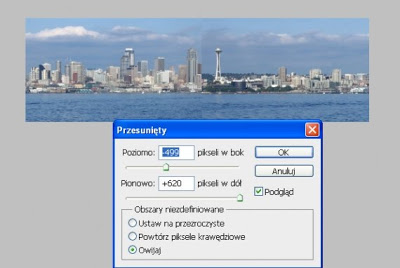 Przesunięty
Poziomo: -499 pikseli w bok OK
Anuluj
Pionowo: +620 pikseli w dół Podgląd
Obszary niezdefiniowane
Ustaw na przezroczyste
Powtórz piksele krawędziowe
Owijaj